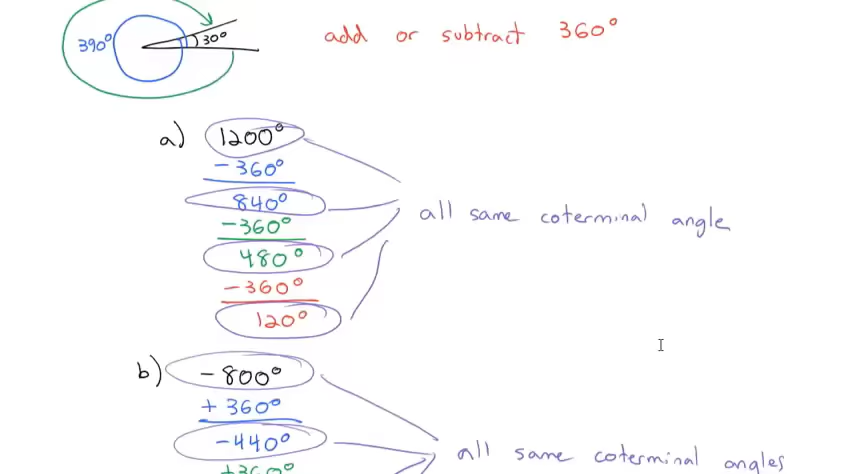 390°
30°
add or subtract 360°
a) 1200°
- 360°
840°
- 360°
480°
- 360°
120°
all same coterminal angle
b) - 800°
+ 360°
- 440°
+360°
all same coterminal angles